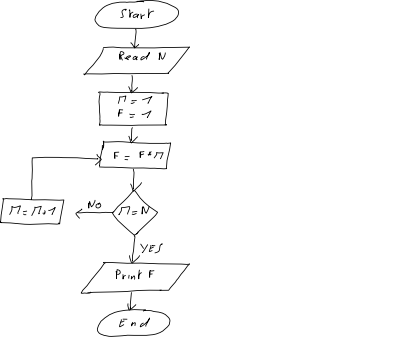 Start
Read N
M = 1
F = 1
F = F * M
M = N
NO
M = M+1
YES
Print F
End